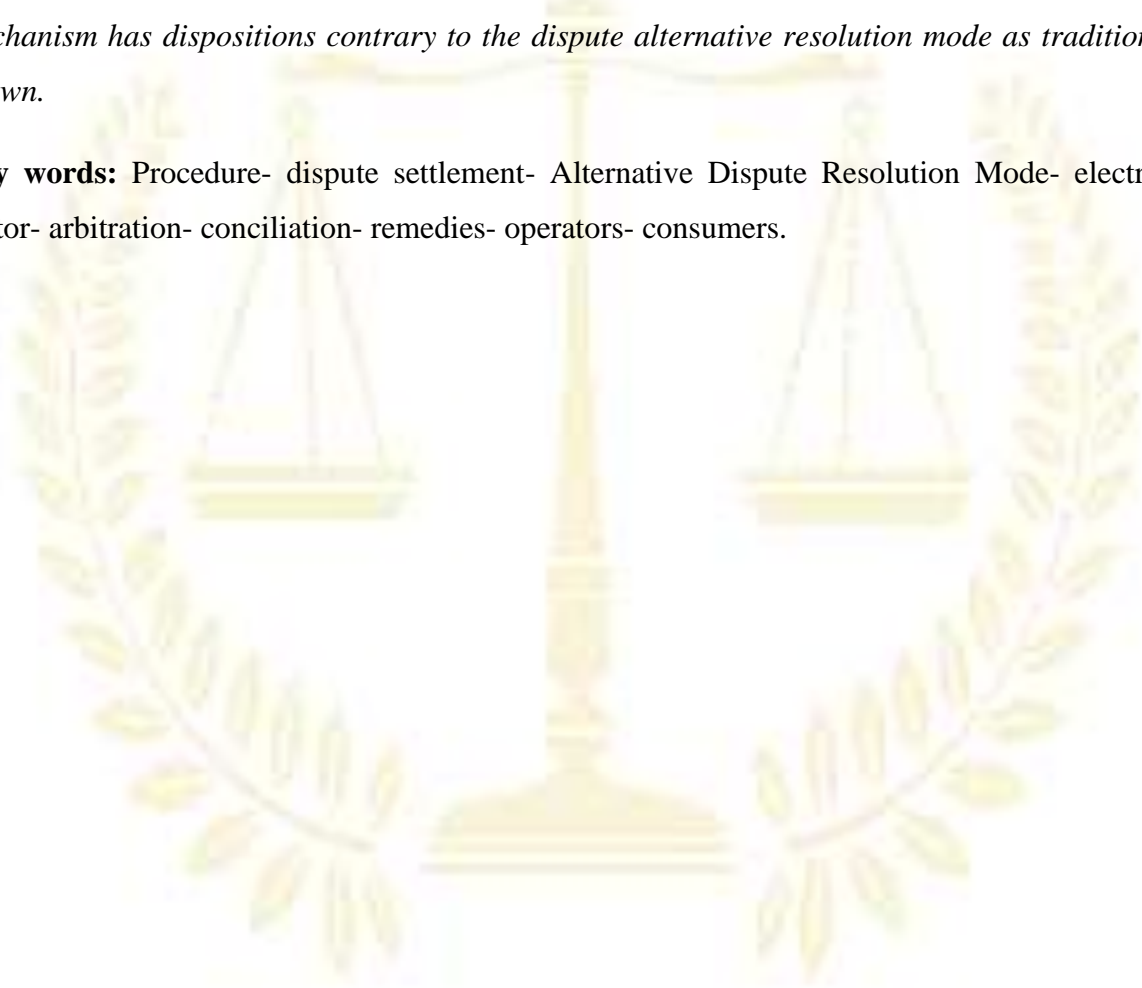 chanism has dispositions contrary to the dispute alternative resolution mode as tradition
wn.
y words: Procedure- dispute settlement- Alternative Dispute Resolution Mode- electr
tor- arbitration- conciliation- remedies- operators- consumers.